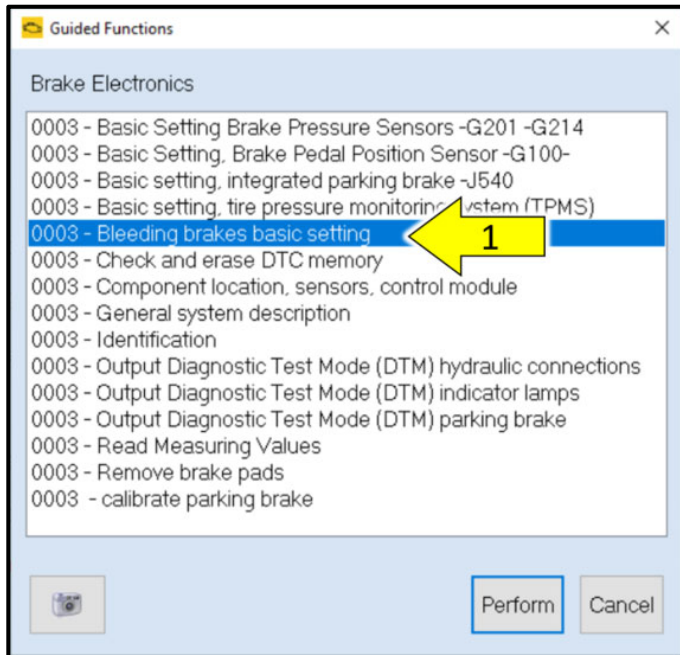 Guided Functions
Brake Electronics
0003 - Basic Setting Brake Pressure Sensors -G201 -G214
0003 - Basic Setting, Brake Pedal Position Sensor -G100-
0003 - Basic setting, integrated parking brake -J540
0003 - Basic setting, tire pressure monitoring system (TPMS)
0003 - Bleeding brakes basic setting
1
0003 - Check and erase DTC memory
0003 - Component location, sensors, control module
0003 - General system description
0003 - Identification
0003 - Output Diagnostic Test Mode (DTM) hydraulic connections
0003 - Output Diagnostic Test Mode (DTM) indicator lamps
0003 - Output Diagnostic Test Mode (DTM) parking brake
0003 - Read Measuring Values
0003 - Remove brake pads
0003 - calibrate parking brake
Perform Cancel